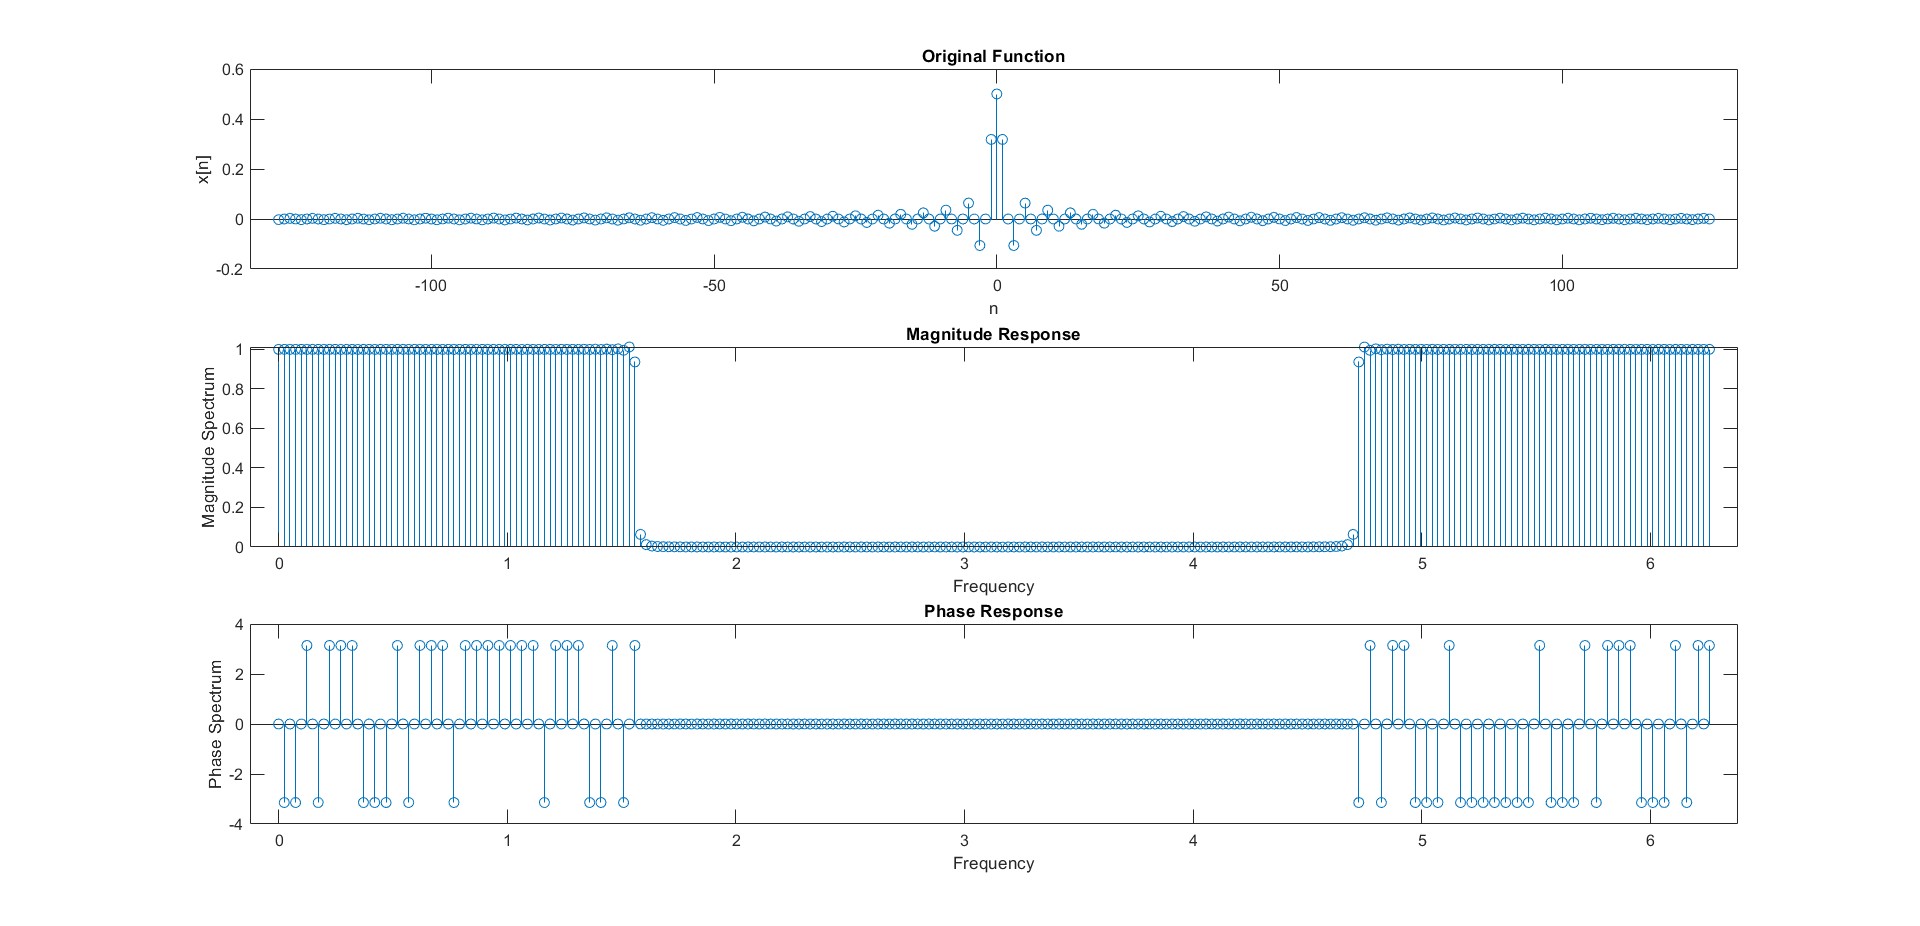 Original Function
0.6
0.4
0.2
0
-0.2
x[n]
-100 -50 0 50 100
n
Magnitude Response
1
0.8
0.6
0.4
0.2
0
Magnitude Spectrum
0 1 2 3 4 5 6
Frequency
Phase Response
4
2
0
-2
-4
Phase Spectrum
0 1 2 3 4 5 6
Frequency